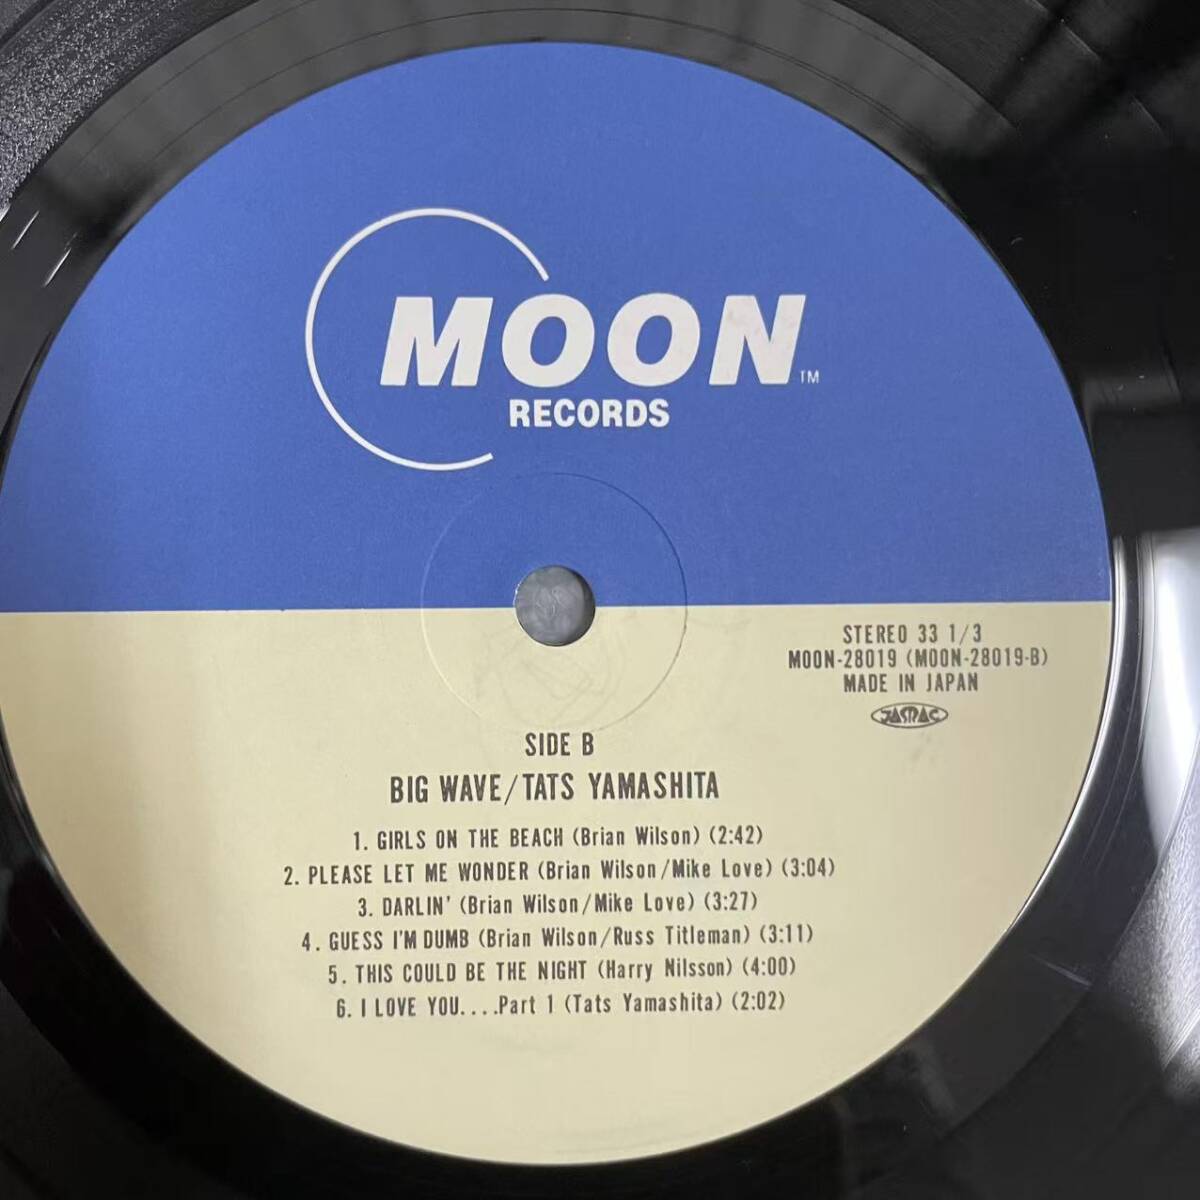 MOON TM
RECORDS
STEREO 33 1/3
MOON-28019 (MOON-28019-B)
MADE IN JAPAN
JASRAC
SIDE B
BIG WAVE/TATS YAMASHITA
1. GIRLS ON THE BEACH (Brian Wilson) (2:42)
2. PLEASE LET ME WONDER (Brian Wilson/Mike Love) (3:04)
3. DARLIN' (Brian Wilson/Mike Love) (3:27)
4. GUESS I'M DUMB (Brian Wilson/Russ Titleman) (3:11)
5. THIS COULD BE THE NIGHT (Harry Nilsson) (4:00)
6. I LOVE YOU....Part 1 (Tats Yamashita) (2:02)